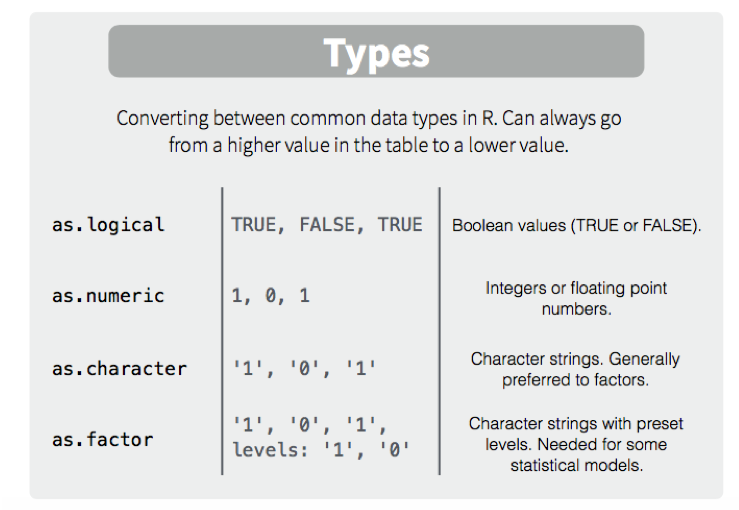 Types
Converting between common data types in R. Can always go
from a higher value in the table to a lower value.
as.logical
TRUE, FALSE, TRUE
Boolean values (TRUE or FALSE).
as.numeric
1, 0, 1
Integers or floating point
numbers.
as.character
'1', '0', '1'
Character strings. Generally
preferred to factors.
as.factor
'1', '0', '1',
levels: '1', '0'
Character strings with preset
levels. Needed for some
statistical models.